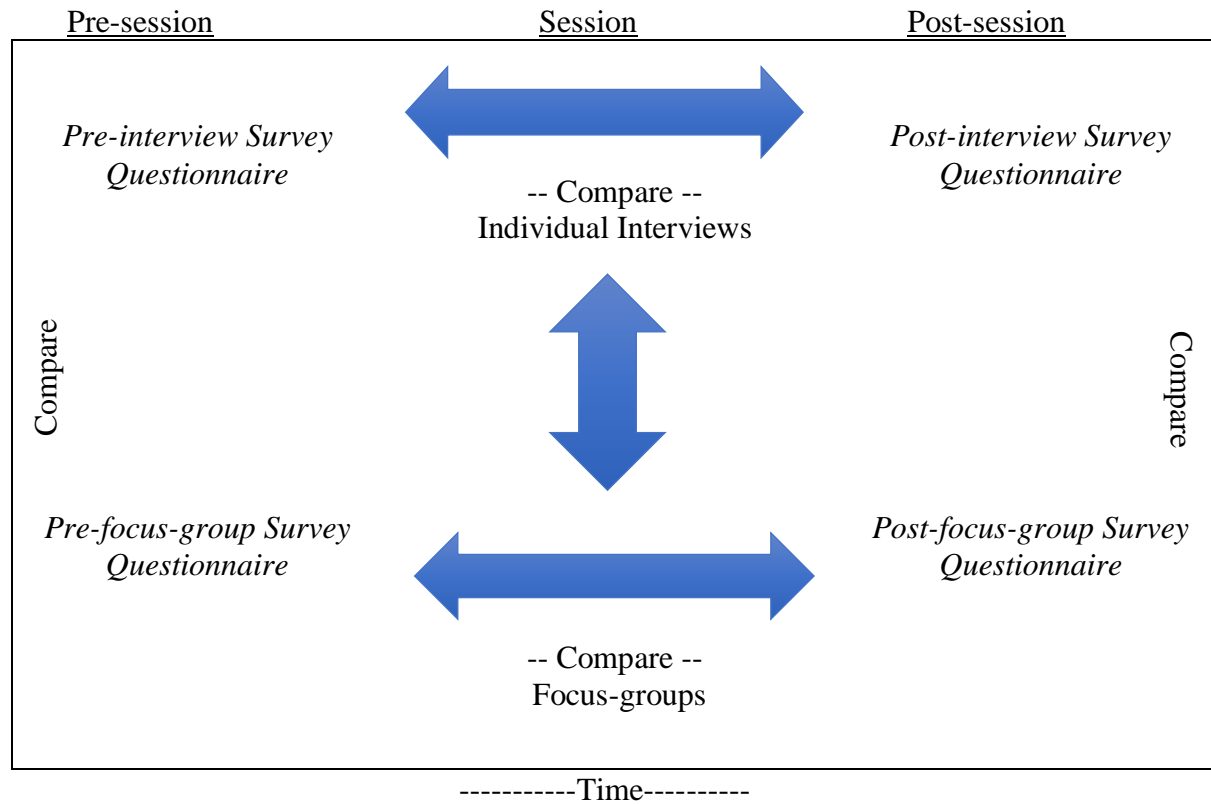 Pre-session
Session
Post-session
Pre-interview Survey
Questionnaire
Post-interview Survey
Questionnaire
-- Compare --
Individual Interviews
Compare
Compare
Pre-focus-group Survey
Questionnaire
Post-focus-group Survey
Questionnaire
-- Compare --
Focus-groups
-----------Time----------